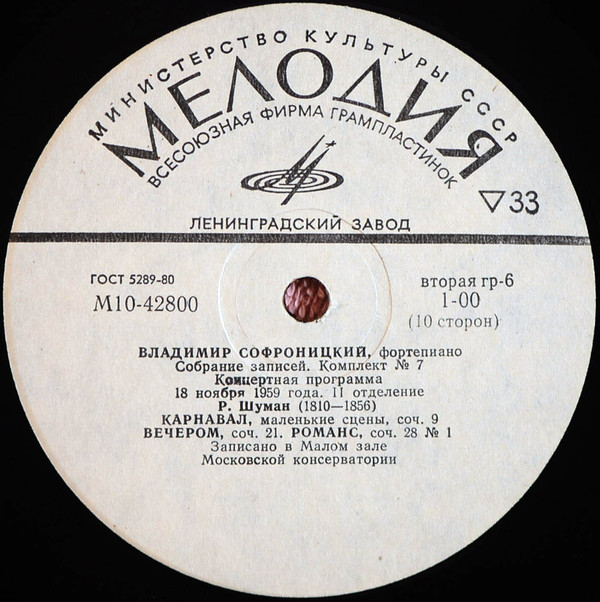 МИНИСТЕРСТВО КУЛЬТУРЫ СССР
МЕЛОДИЯ
ВСЕСОЮЗНАЯ ФИРМА ГРАМПЛАСТИНОК
▽33
ЛЕНИНГРАДСКИЙ ЗАВОД
ГОСТ 5289-80
М10-42800
вторая гр-6
1-00
(10 сторон)
ВЛАДИМИР СОФРОНИЦКИЙ, фортепиано
Собрание записей. Комплект № 7
Концертная программа
18 ноября 1959 года. II отделение
Р. Шуман (1810—1856)
КАРНАВАЛ, маленькие сцены, соч. 9
ВЕЧЕРОМ, соч. 21. РОМАНС, соч. 28 № 1
Записано в Малом зале
Московской консерватории